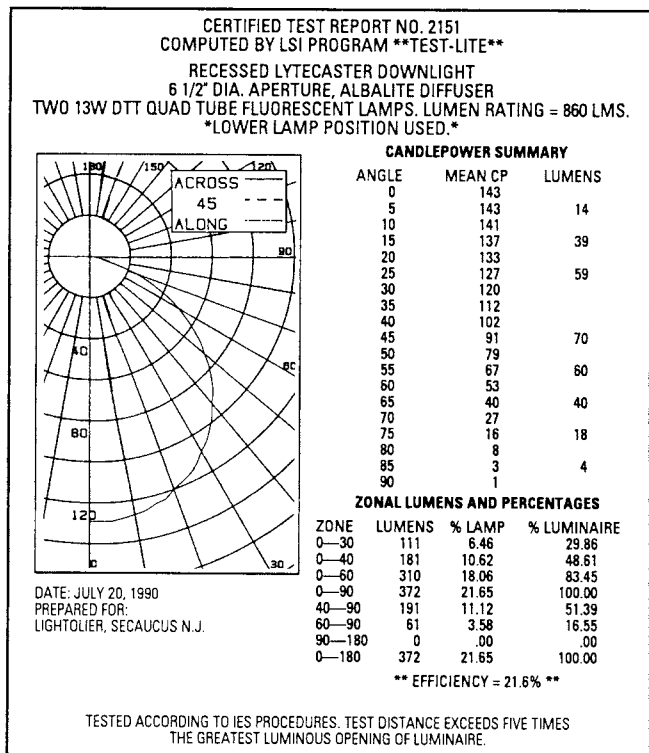 CERTIFIED TEST REPORT NO. 2151
COMPUTED BY LSI PROGRAM **TEST-LITE**
RECESSED LYTECASTER DOWNLIGHT
6 1/2" DIA. APERTURE, ALBALITE DIFFUSER
TWO 13W DTT QUAD TUBE FLUORESCENT LAMPS. LUMEN RATING = 860 LMS.
*LOWER LAMP POSITION USED.*
180 150 120
ACROSS
45
ALONG
90
60
40
80
120
0 30
DATE: JULY 20, 1990
PREPARED FOR:
LIGHTOLIER, SECAUCUS N.J.
CANDLEPOWER SUMMARY
ANGLE MEAN CP LUMENS
0 143
5 143 14
10 141
15 137 39
20 133
25 127 59
30 120
35 112
40 102
45 91 70
50 79
55 67 60
60 53
65 40 40
70 27
75 16 18
80 8
85 3 4
90 1
ZONAL LUMENS AND PERCENTAGES
ZONE LUMENS % LAMP % LUMINAIRE
0—30 111 6.46 29.86
0—40 181 10.62 48.61
0—60 310 18.06 83.45
0—90 372 21.65 100.00
40—90 191 11.12 51.39
60—90 61 3.58 16.55
90—180 0 .00 .00
0—180 372 21.65 100.00
** EFFICIENCY = 21.6% **
TESTED ACCORDING TO IES PROCEDURES. TEST DISTANCE EXCEEDS FIVE TIMES
THE GREATEST LUMINOUS OPENING OF LUMINAIRE.